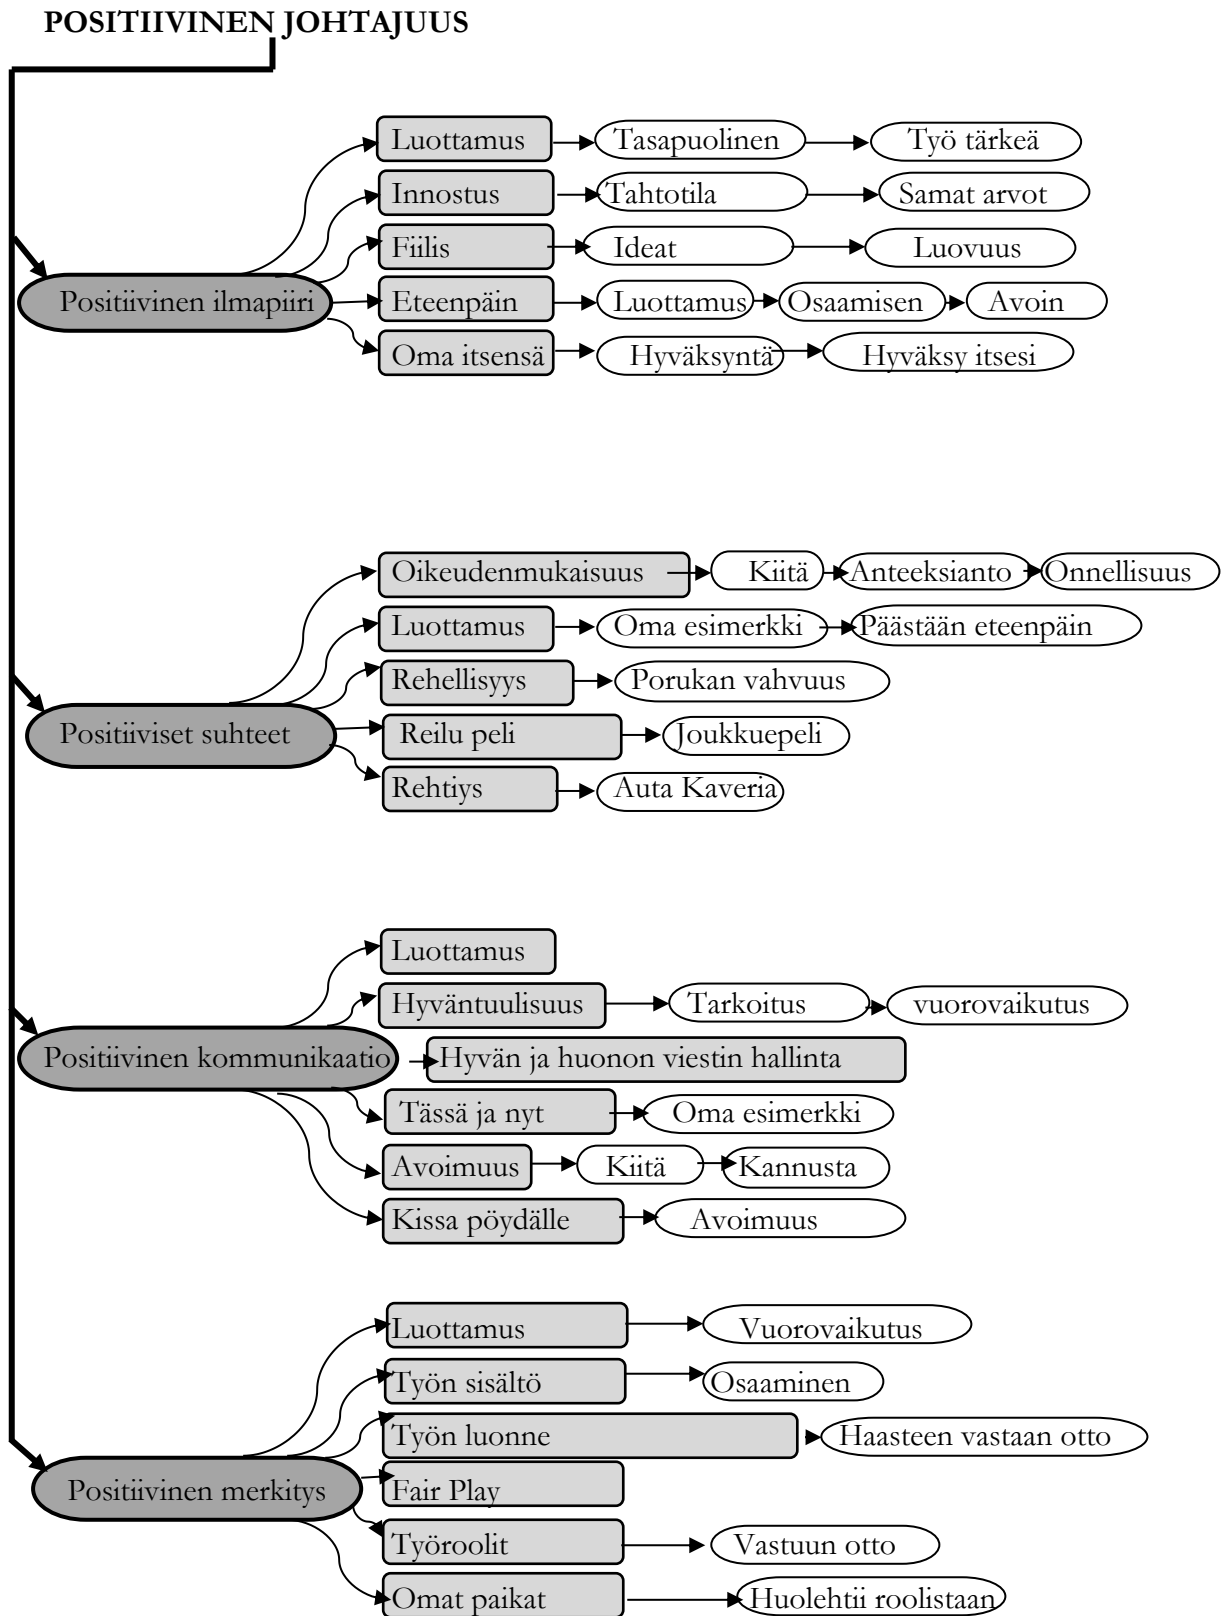 POSITIIVINEN JOHTAJUUS
Luottamus Tasapuolinen Työ tärkeä
Innostus Tahtotila Samat arvot
Fiilis Ideat Luovuus
Positiivinen ilmapiiri Eteenpäin Luottamus Osaamisen Avoin
Oma itsensä Hyväksyntä Hyväksy itsesi
Oikeudenmukaisuus Kiitä Anteeksianto Onnellisuus
Luottamus Oma esimerkki Päästään eteenpäin
Rehellisyys Porukan vahvuus
Positiiviset suhteet Reilu peli Joukkuepeli
Rehtiys Auta Kaveria
Luottamus
Hyväntuulisuus Tarkoitus vuorovaikutus
Positiivinen kommunikaatio Hyvän ja huonon viestin hallinta
Tässä ja nyt Oma esimerkki
Avoimuus Kiitä Kannusta
Kissa pöydälle Avoimuus
Luottamus Vuorovaikutus
Työn sisältö Osaaminen
Työn luonne Haasteen vastaan otto
Positiivinen merkitys Fair Play
Työroolit Vastuun otto
Omat paikat Huolehtii roolistaan